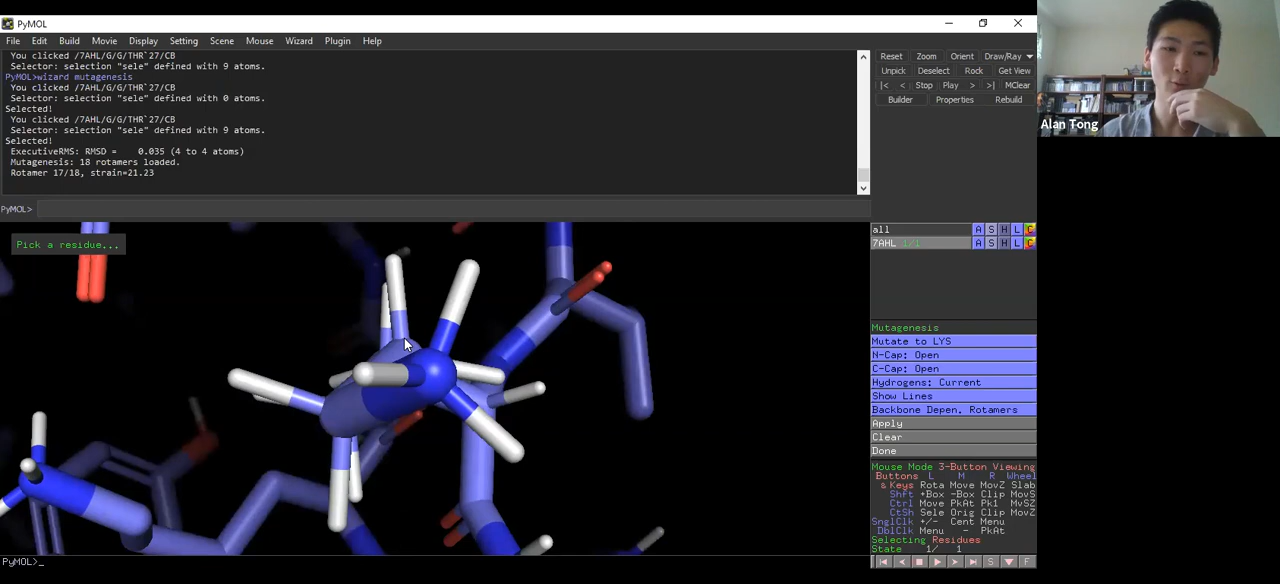 PyMOL
File Edit Build Movie Display Setting Scene Mouse Wizard Plugin Help
You clicked /7AHL/G/G/THR`27/CB
Selector: selection "sele" defined with 9 atoms.
PyMOL>wizard mutagenesis
You clicked /7AHL/G/G/THR`27/CB
Selector: selection "sele" defined with 0 atoms.
Selected!
You clicked /7AHL/G/G/THR`27/CB
Selector: selection "sele" defined with 9 atoms.
Selected!
ExecutiveRMS: RMSD = 0.035 (4 to 4 atoms)
Mutagenesis: 18 rotamers loaded.
Rotamer 17/18, strain=21.23
PyMOL>
Reset Zoom Orient Draw/Ray
Unpick Deselect Rock Get View
|< < Stop Play > >| MClear
Builder Properties Rebuild
Alan Tong
Pick a residue...
all A S H L C
7AHL 1/1 A S H L C
Mutagenesis
Mutate to LYS
N-Cap: Open
C-Cap: Open
Hydrogens: Current
Show Lines
Backbone Depen. Rotamers
Apply
Clear
Done
Mouse Mode 3-Button Viewing
Buttons L M R Wheel
& Keys Rota Move MovZ Slab
Shft +Box -Box Clip MovS
Ctrl Move PkAt Pk1 MvSZ
CtSh Sele Orig Clip MovZ
SnglClk +/- Cent Menu
DblClk Menu - PkAt
Selecting Residues
State 1/ 1
PyMOL>_
S F